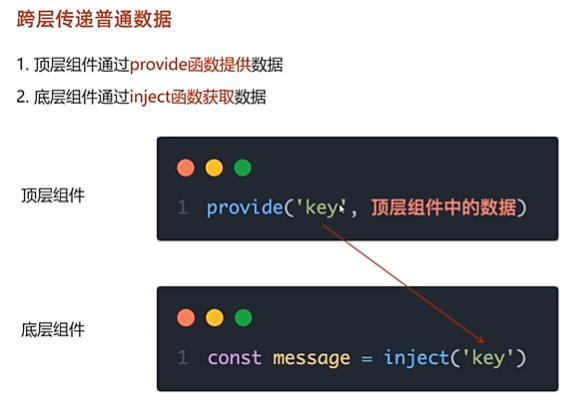 跨层传递普通数据
1. 顶层组件通过provide函数提供数据
2. 底层组件通过inject函数获取数据
顶层组件
1 provide('key', 顶层组件中的数据)
底层组件
1 const message = inject('key')